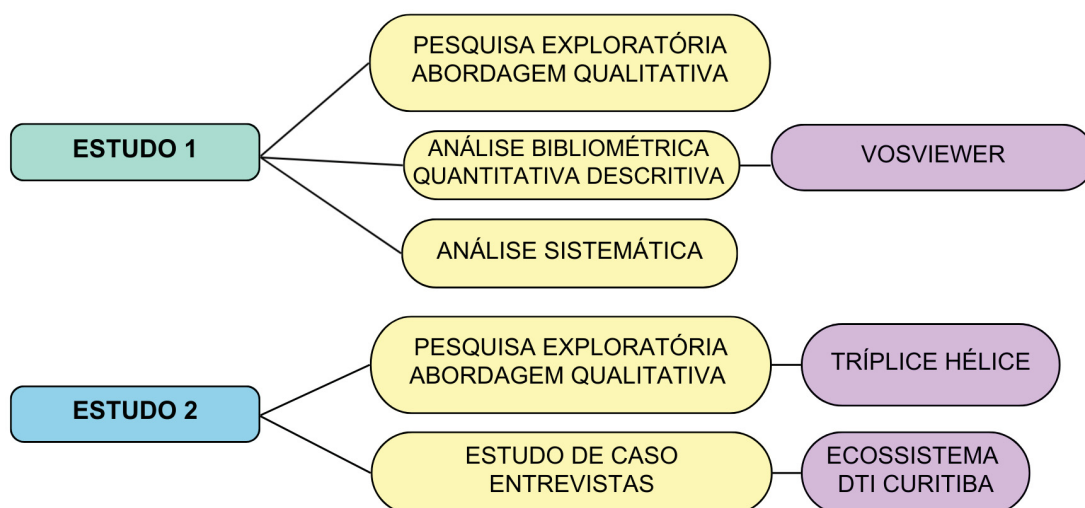 ESTUDO 1
PESQUISA EXPLORATÓRIA
ABORDAGEM QUALITATIVA
ANÁLISE BIBLIOMÉTRICA
QUANTITATIVA DESCRITIVA
VOSVIEWER
ANÁLISE SISTEMÁTICA
ESTUDO 2
PESQUISA EXPLORATÓRIA
ABORDAGEM QUALITATIVA
TRÍPLICE HÉLICE
ESTUDO DE CASO
ENTREVISTAS
ECOSSISTEMA
DTI CURITIBA